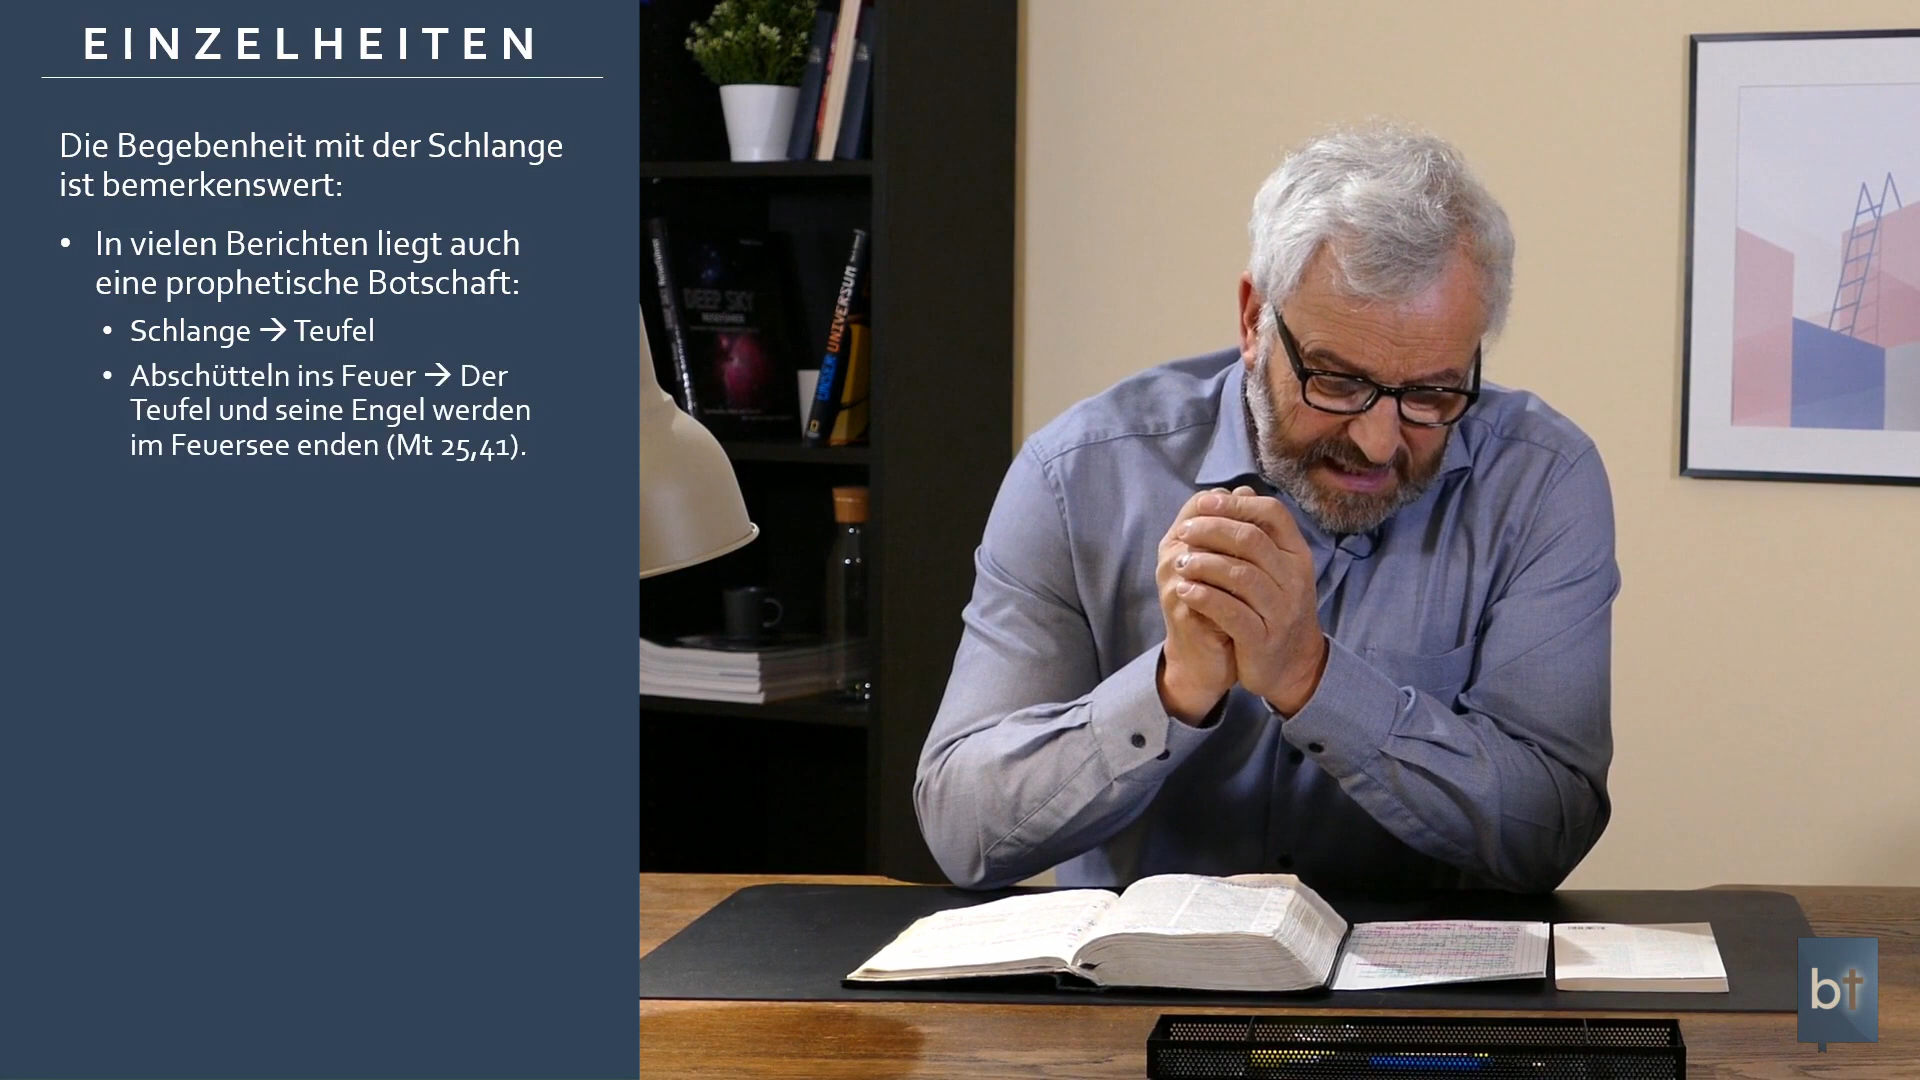 EINZELHEITEN
Die Begebenheit mit der Schlange
ist bemerkenswert:
• In vielen Berichten liegt auch
eine prophetische Botschaft:
• Schlange → Teufel
• Abschütteln ins Feuer → Der
Teufel und seine Engel werden
im Feuersee enden (Mt 25,41).
DEEP SKY
UNSER UNIVERSUM
bt